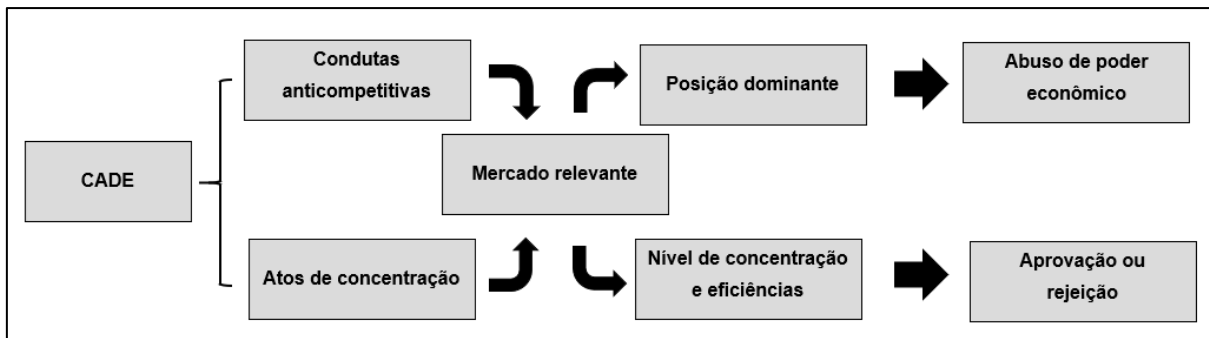 Condutas
anticompetitivas
Posição dominante
Abuso de poder
econômico
CADE
Mercado relevante
Atos de concentração
Nível de concentração
e eficiências
Aprovação ou
rejeição